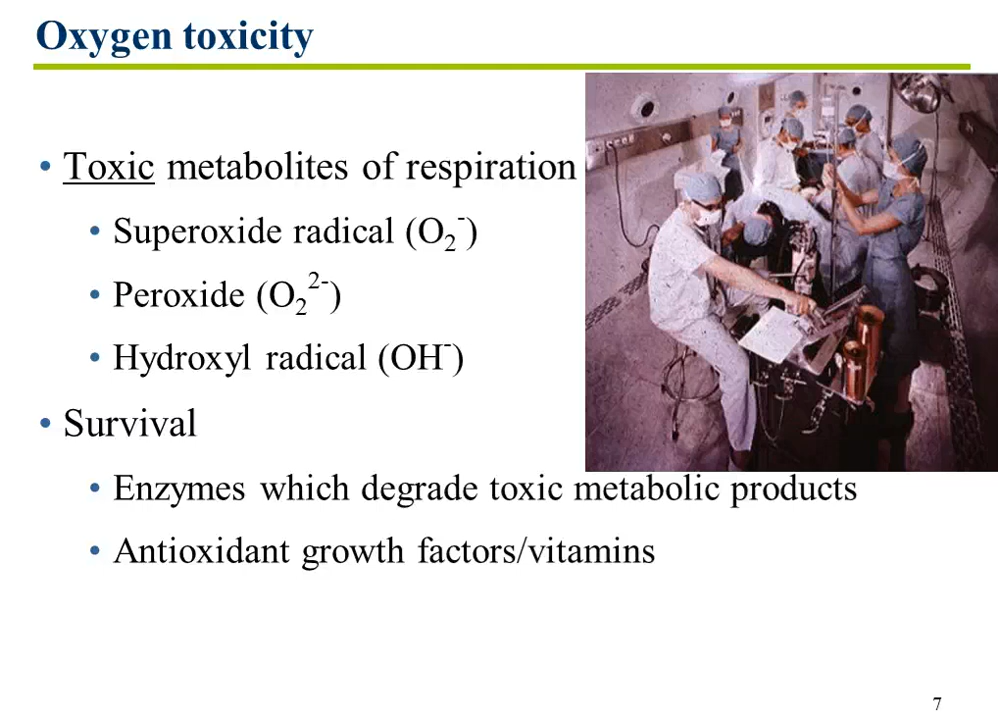 Oxygen toxicity
• Toxic metabolites of respiration
• Superoxide radical (O₂⁻)
• Peroxide (O₂²⁻)
• Hydroxyl radical (OH⁻)
• Survival
• Enzymes which degrade toxic metabolic products
• Antioxidant growth factors/vitamins
7